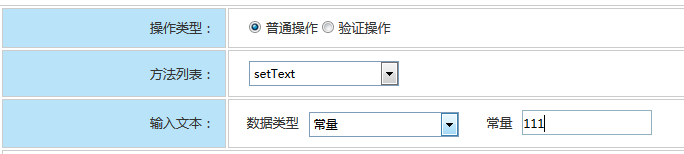 操作类型： 普通操作 验证操作
方法列表： setText
输入文本： 数据类型 常量 常量 111